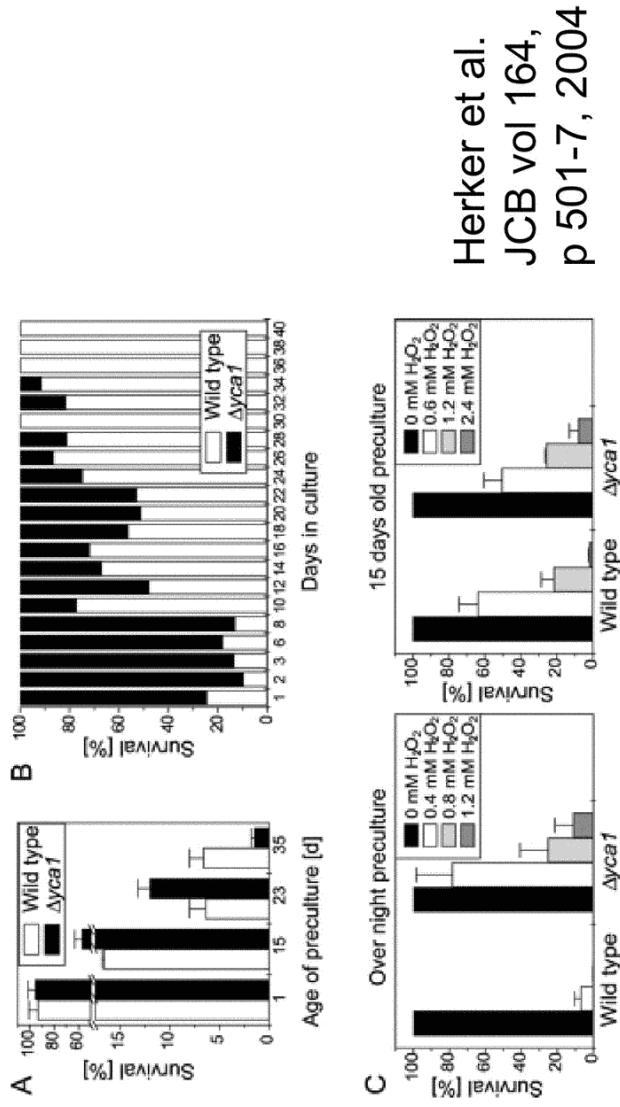 A
Survival [%]
100
60
15
10
5
0
Wild type
Δyca1
1
15
23
35
Age of preculture [d]
B
Survival [%]
100
80
60
40
20
0
1 2 3 6 8 10 12 14 16 18 20 22 24 26 28 30 32 34 36 38 40
Wild type
Δyca1
Days in culture
C
Over night preculture
Survival [%]
100
80
60
40
20
0
0 mM H₂O₂
0.4 mM H₂O₂
0.8 mM H₂O₂
1.2 mM H₂O₂
Wild type
Δyca1
15 days old preculture
Survival [%]
100
80
60
40
20
0
0 mM H₂O₂
0.6 mM H₂O₂
1.2 mM H₂O₂
2.4 mM H₂O₂
Wild type
Δyca1
Herker et al.
JCB vol 164,
p 501-7, 2004